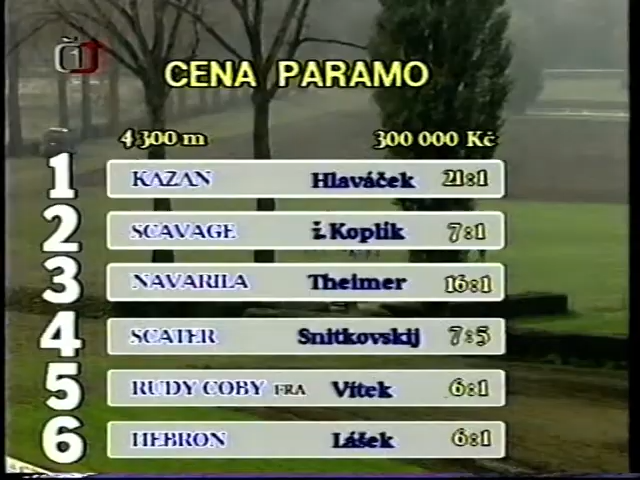 Č1
CENA PARAMO
4 300 m 300 000 Kč
1 KAZAN Hlaváček 21:1
2 SCAVAGE ž. Koplík 7:1
3 NAVARILA Theimer 16:1
4 SCATER Snitkovskij 7:5
5 RUDY COBY FRA Vítek 6:1
6 HEBRON Lášek 6:1